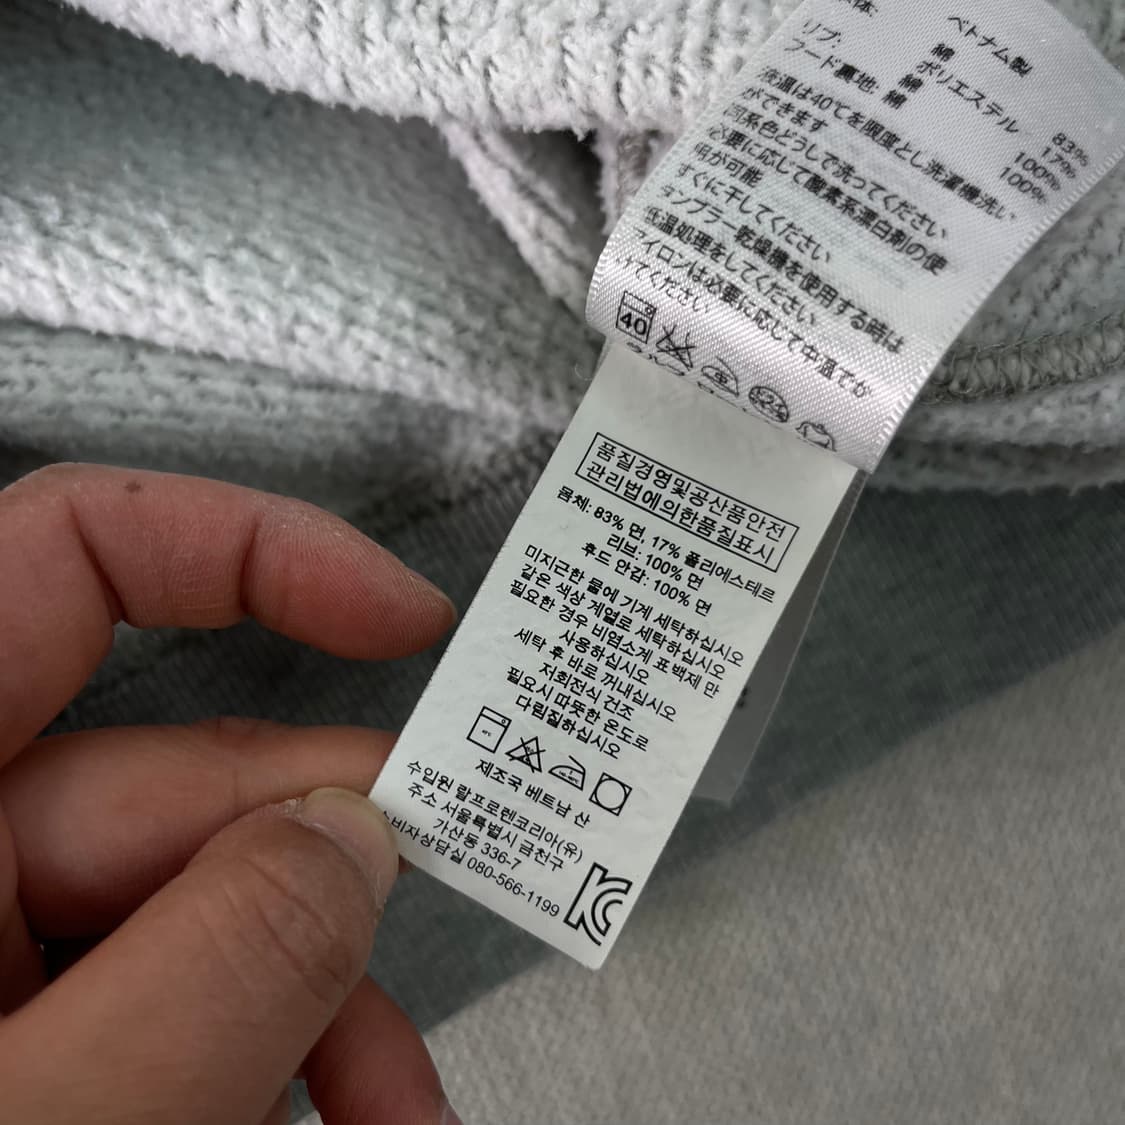 ベトナム製
リブ: 綿 83%
ポリエステル 17%
綿 100%
フード裏地: 綿 100%
液温は40℃を限度とし洗濯機洗い
ができます
同系色どうしで洗ってください
必要に応じて酸素系漂白剤の使
用が可能
すぐに干してください
タンブラー乾燥機を使用する時は
低温処理をしてください
アイロンは必要に応じて中温でか
けてください
40
품질경영및공산품안전
관리법에의한품질표시
몸체: 83% 면, 17% 폴리에스테르
리브: 100% 면
후드 안감: 100% 면
미지근한 물에 기계 세탁하십시오
같은 색상 계열로 세탁하십시오
필요한 경우 비염소계 표백제 만
사용하십시오
세탁 후 바로 꺼내십시오
저회전식 건조
필요시 따뜻한 온도로
다림질하십시오
제조국 베트남 산
수입원 랄프로렌코리아(유)
주소 서울특별시 금천구
가산동 336-7
소비자상담실 080-566-1199